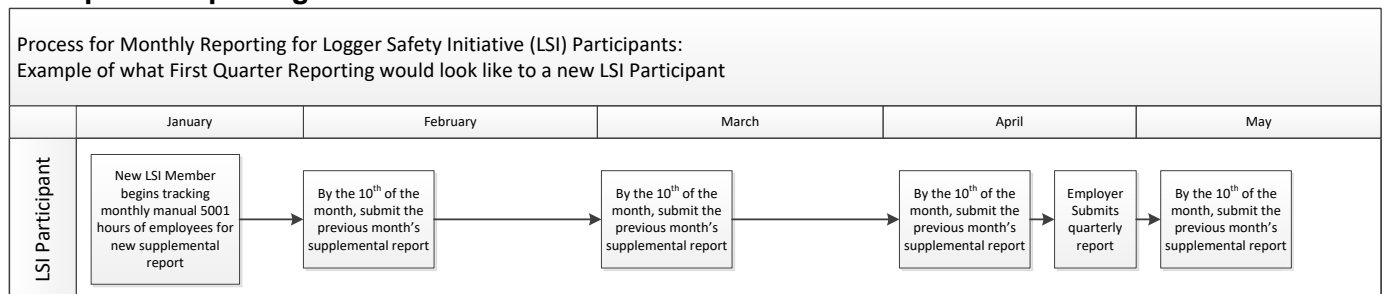 Process for Monthly Reporting for Logger Safety Initiative (LSI) Participants:
Example of what First Quarter Reporting would look like to a new LSI Participant
January
February
March
April
May
LSI Participant
New LSI Member
begins tracking
monthly manual 5001
hours of employees for
new supplemental
report
By the 10th of the
month, submit the
previous month's
supplemental report
By the 10th of the
month, submit the
previous month's
supplemental report
By the 10th of the
month, submit the
previous month's
supplemental report
Employer
Submits
quarterly
report
By the 10th of the
month, submit the
previous month's
supplemental report